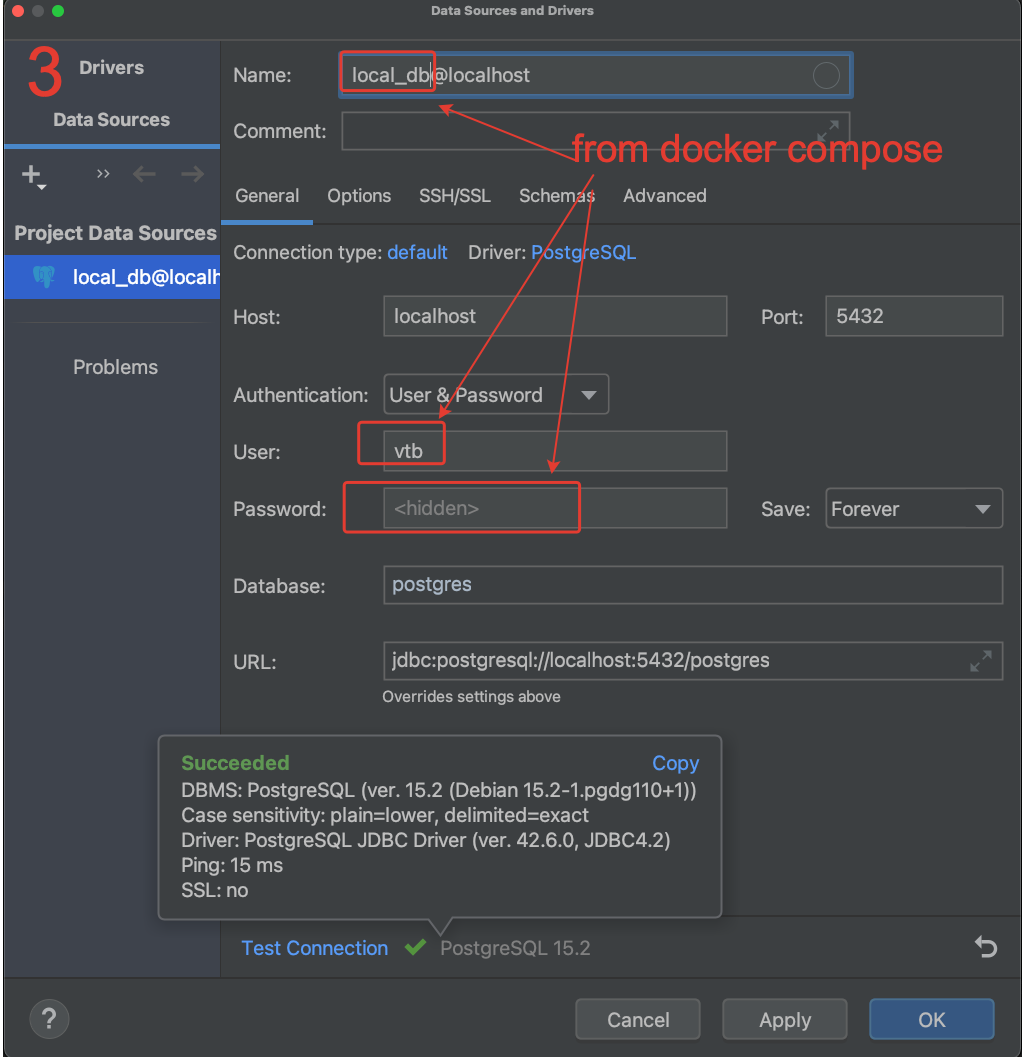 Data Sources and Drivers
3
Drivers
Data Sources
Project Data Sources
local_db@localh
Problems
Name: local_db@localhost
Comment:
from docker compose
General Options SSH/SSL Schemas Advanced
Connection type: default Driver: PostgreSQL
Host: localhost Port: 5432
Authentication: User & Password
User: vtb
Password: <hidden> Save: Forever
Database: postgres
URL: jdbc:postgresql://localhost:5432/postgres
Overrides settings above
Succeeded Copy
DBMS: PostgreSQL (ver. 15.2 (Debian 15.2-1.pgdg110+1))
Case sensitivity: plain=lower, delimited=exact
Driver: PostgreSQL JDBC Driver (ver. 42.6.0, JDBC4.2)
Ping: 15 ms
SSL: no
Test Connection PostgreSQL 15.2
? Cancel Apply OK